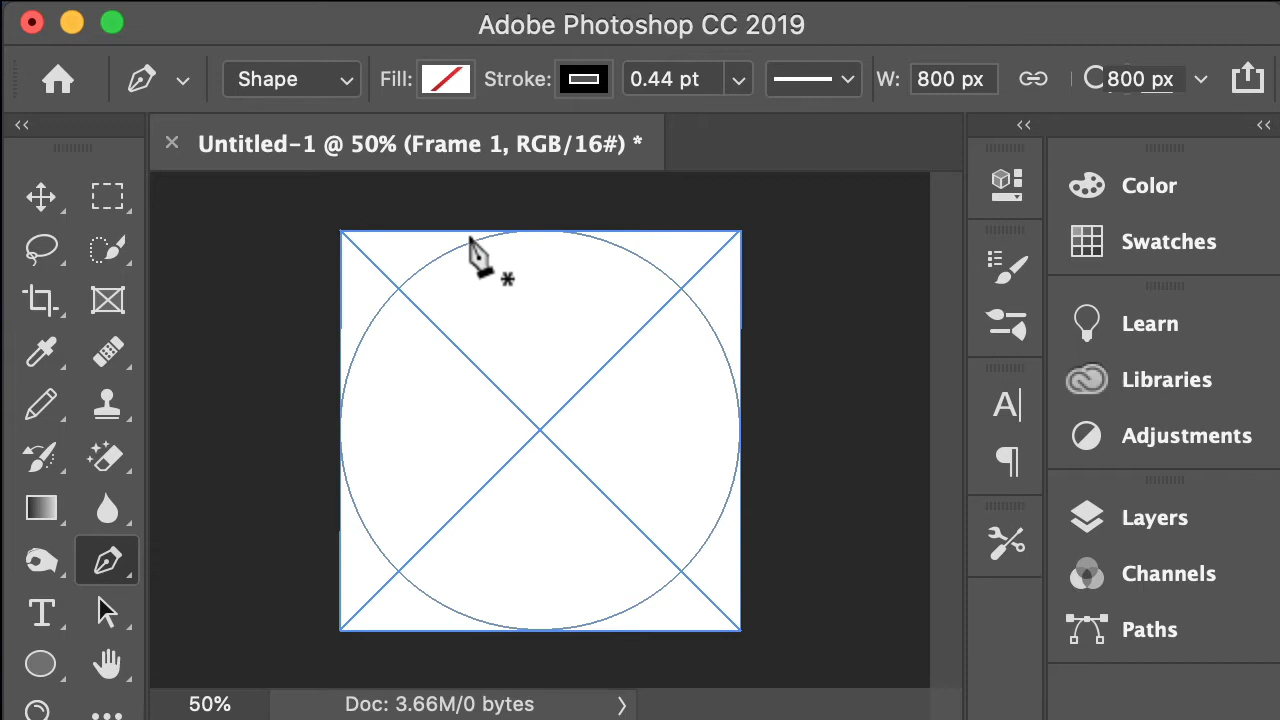 Adobe Photoshop CC 2019
Shape Fill: Stroke: 0.44 pt W: 800 px 800 px
Untitled-1 @ 50% (Frame 1, RGB/16#) *
Color
Swatches
Learn
Libraries
Adjustments
Layers
Channels
Paths
50% Doc: 3.66M/0 bytes